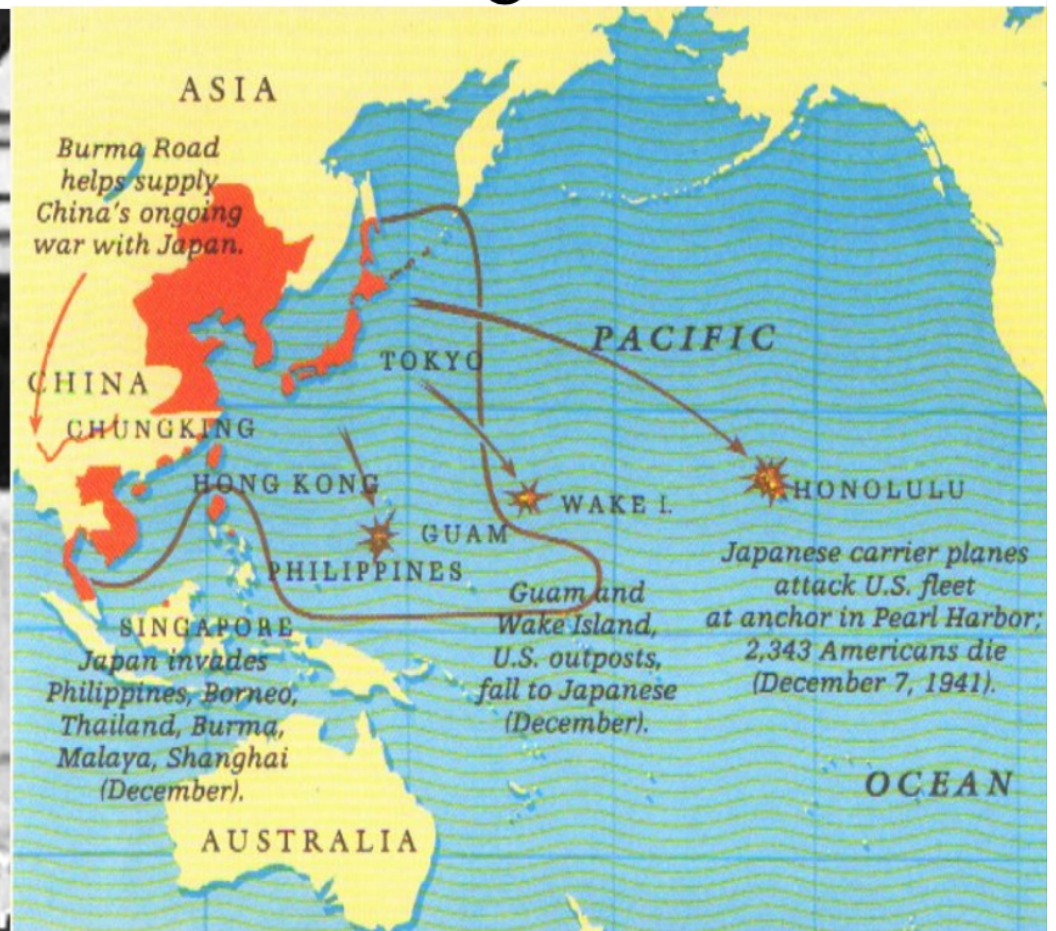 ASIA
Burma Road
helps supply
China's ongoing
war with Japan.
PACIFIC
TOKYO
CHINA
CHUNGKING
HONG KONG
WAKE I.
HONOLULU
GUAM
PHILIPPINES
Japanese carrier planes
attack U.S. fleet
at anchor in Pearl Harbor;
2,343 Americans die
(December 7, 1941).
Guam and
Wake Island,
U.S. outposts,
fall to Japanese
(December).
SINGAPORE
Japan invades
Philippines, Borneo,
Thailand, Burma,
Malaya, Shanghai
(December).
OCEAN
AUSTRALIA